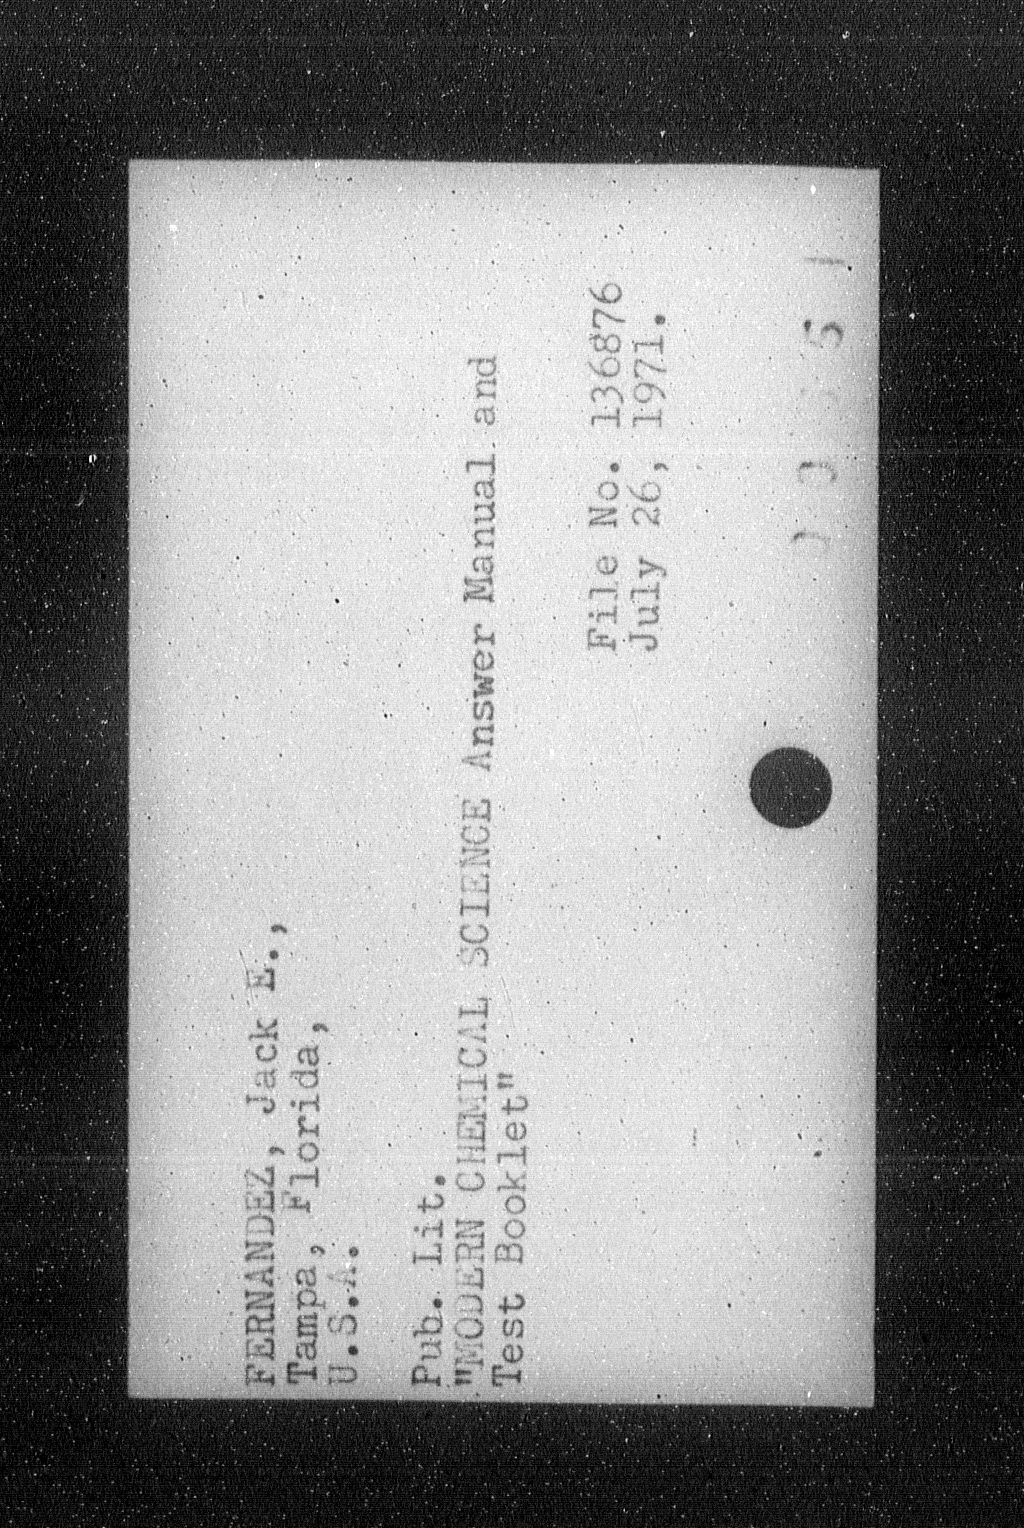 FERNANDEZ, Jack E.,
Tampa, Florida,
U.S.A.
Pub. Lit.
"MODERN CHEMICAL SCIENCE Answer Manual and
Test Booklet"
File No. 136876
July 26, 1971.